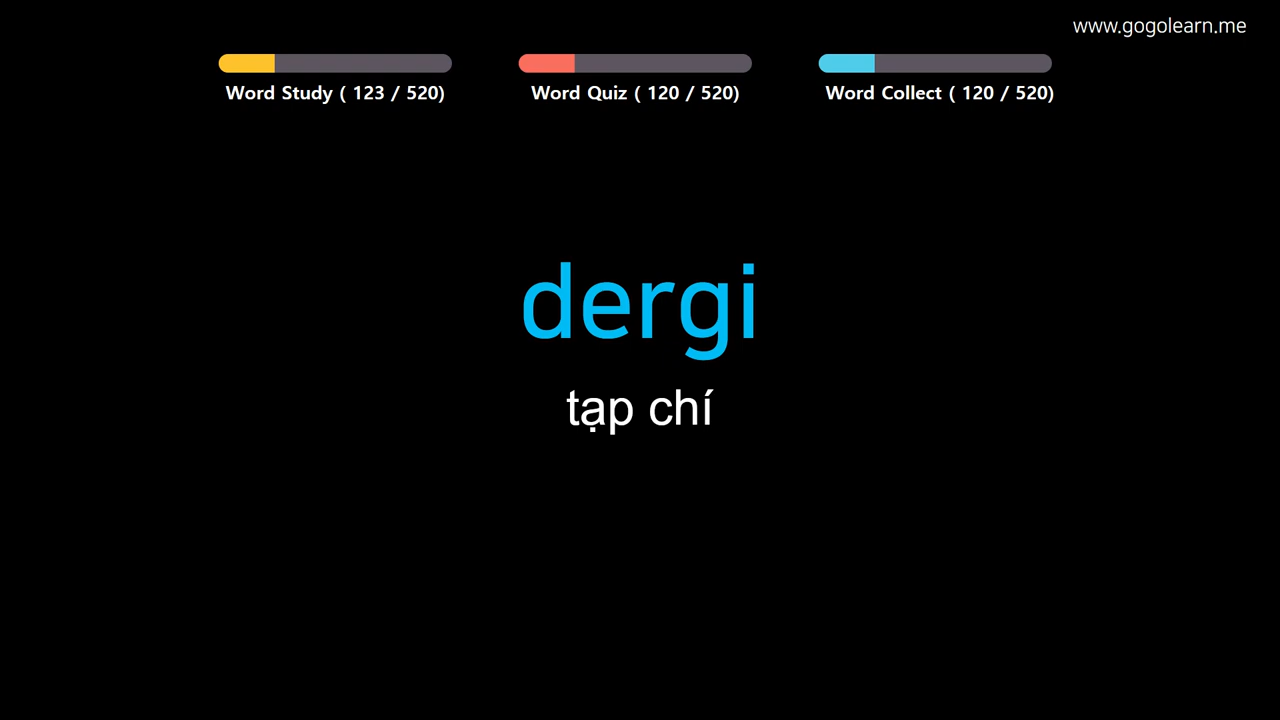 www.gogolearn.me
Word Study ( 123 / 520)
Word Quiz ( 120 / 520)
Word Collect ( 120 / 520)
dergi
tạp chí